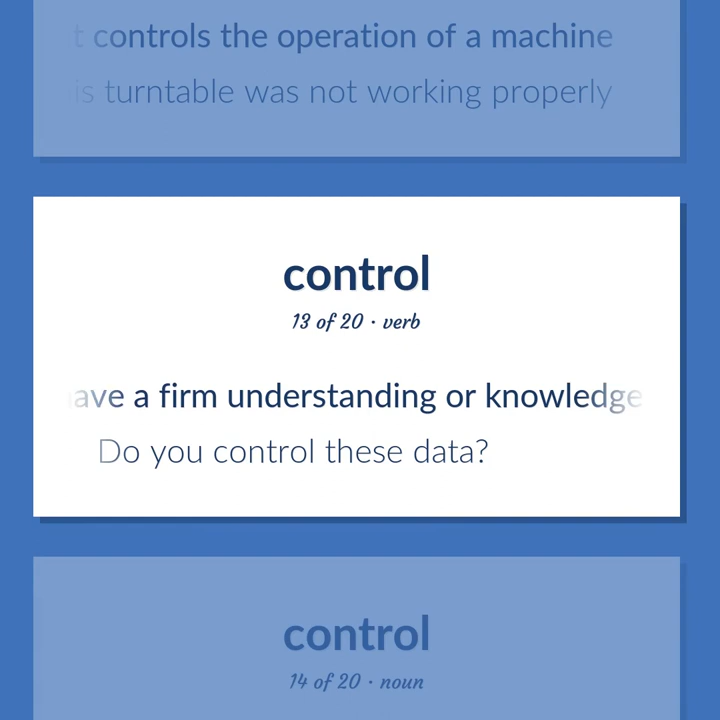 t controls the operation of a machine
is turntable was not working properly
control
13 of 20 · verb
ave a firm understanding or knowledge
Do you control these data?
control
14 of 20 · noun